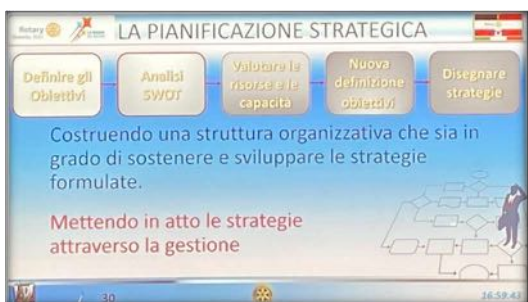 Rotary
LA PIANIFICAZIONE STRATEGICA
Definire gli
Obiettivi
Analisi
SWOT
Valutare le
risorse e le
capacità
Nuova
definizione
obiettivi
Disegnare
strategie
Costruendo una struttura organizzativa che sia in
grado di sostenere e sviluppare le strategie
formulate.
Mettendo in atto le strategie
attraverso la gestione
30
16:59:43